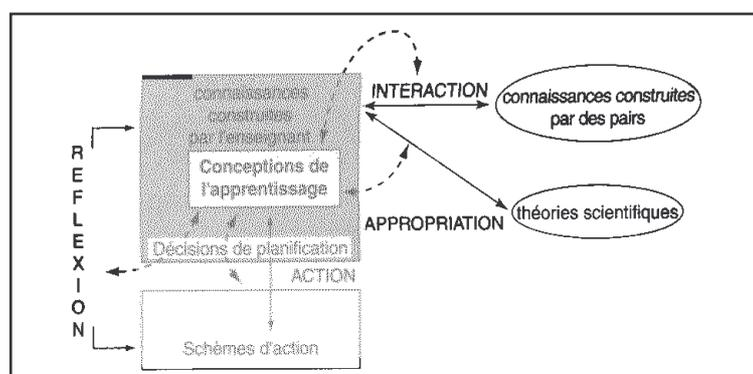 connaissances
construites
par l'enseignant
Conceptions de
l'apprentissage
Décisions de planification
ACTION
Schèmes d'action
REFLEXION
INTERACTION
APPROPRIATION
connaissances construites
par des pairs
théories scientifiques